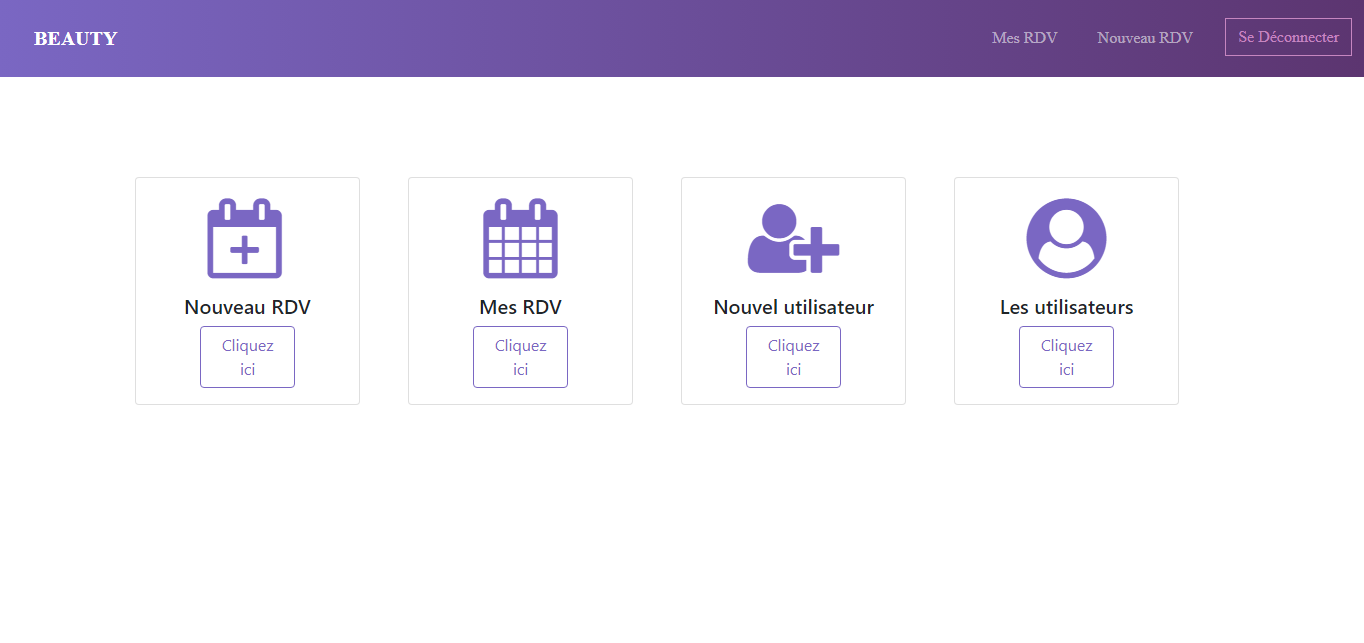 BEAUTY
Mes RDV
Nouveau RDV
Se Déconnecter
Nouveau RDV
Cliquez
ici
Mes RDV
Cliquez
ici
Nouvel utilisateur
Cliquez
ici
Les utilisateurs
Cliquez
ici